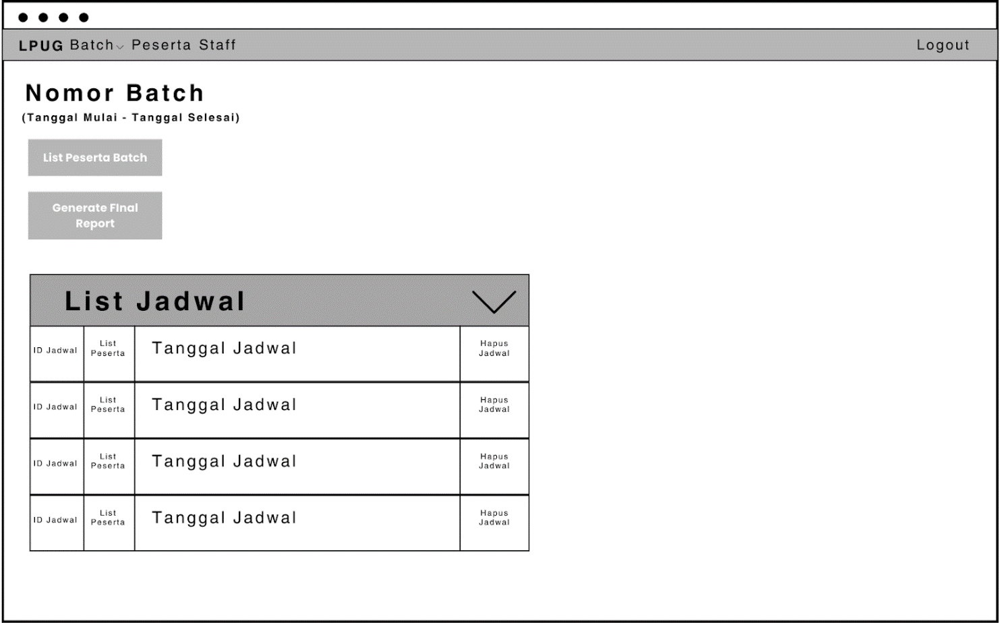 LPUG Batch Peserta Staff Logout
Nomor Batch
(Tanggal Mulai - Tanggal Selesai)
List Peserta Batch
Generate FInal
Report
List Jadwal
ID Jadwal
List
Peserta
Tanggal Jadwal
Hapus
Jadwal
ID Jadwal
List
Peserta
Tanggal Jadwal
Hapus
Jadwal
ID Jadwal
List
Peserta
Tanggal Jadwal
Hapus
Jadwal
ID Jadwal
List
Peserta
Tanggal Jadwal
Hapus
Jadwal